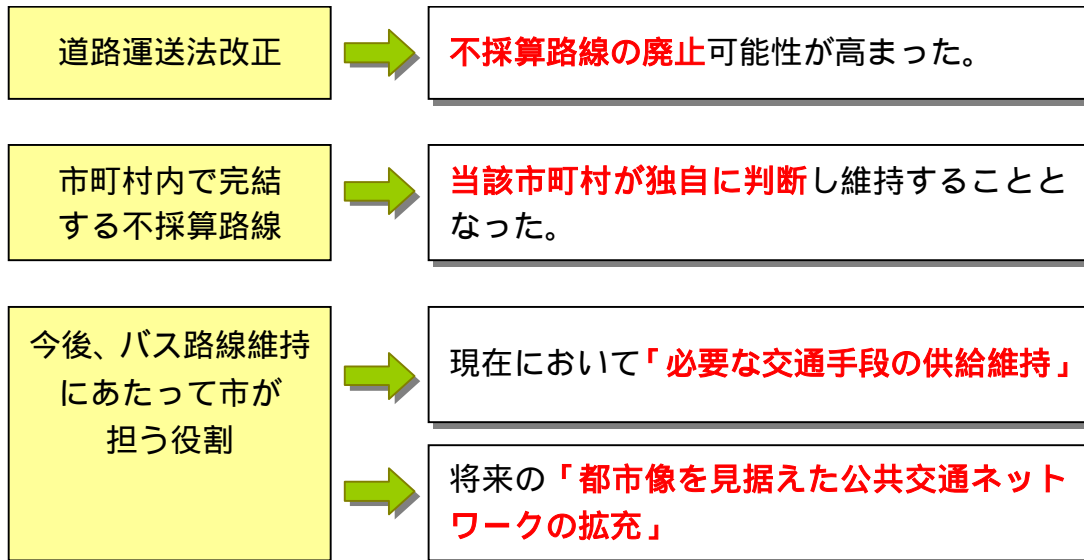 道路運送法改正
不採算路線の廃止可能性が高まった。
市町村内で完結
する不採算路線
当該市町村が独自に判断し維持することと
なった。
今後、バス路線維持
にあたって市が
担う役割
現在において「必要な交通手段の供給維持」
将来の「都市像を見据えた公共交通ネット
ワークの拡充」